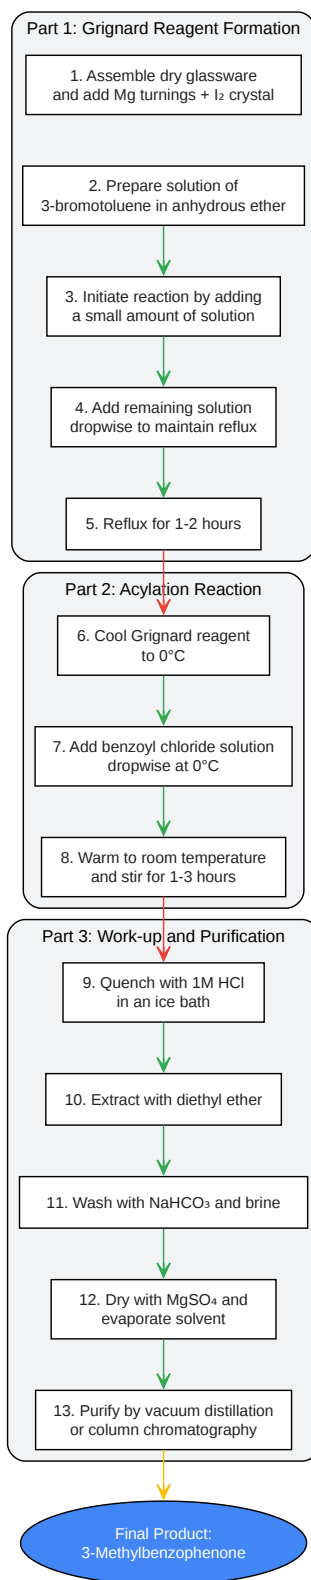 Part 1: Grignard Reagent Formation
1. Assemble dry glassware
and add Mg turnings + I₂ crystal
2. Prepare solution of
3-bromotoluene in anhydrous ether
3. Initiate reaction by adding
a small amount of solution
4. Add remaining solution
dropwise to maintain reflux
5. Reflux for 1-2 hours
Part 2: Acylation Reaction
6. Cool Grignard reagent
to 0°C
7. Add benzoyl chloride solution
dropwise at 0°C
8. Warm to room temperature
and stir for 1-3 hours
Part 3: Work-up and Purification
9. Quench with 1M HCl
in an ice bath
10. Extract with diethyl ether
11. Wash with NaHCO₃ and brine
12. Dry with MgSO₄ and
evaporate solvent
13. Purify by vacuum distillation
or column chromatography
Final Product:
3-Methylbenzophenone